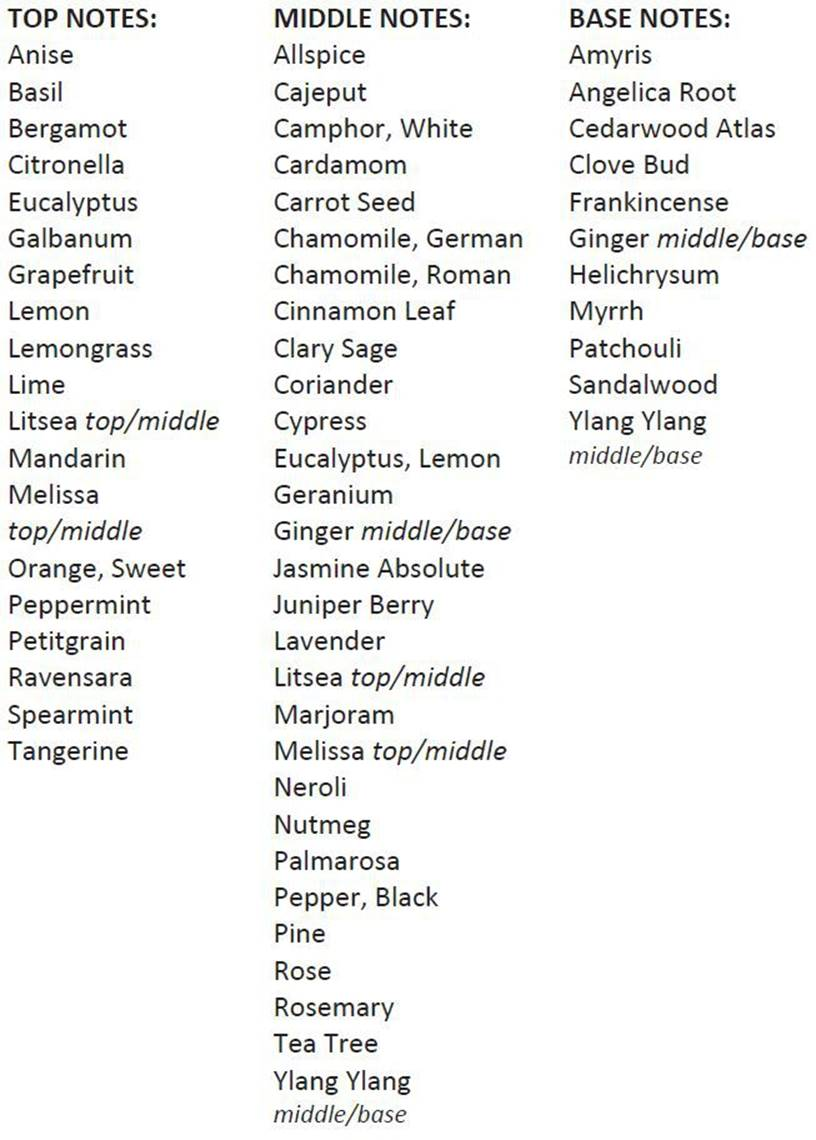 TOP NOTES:
Anise
Basil
Bergamot
Citronella
Eucalyptus
Galbanum
Grapefruit
Lemon
Lemongrass
Lime
Litsea top/middle
Mandarin
Melissa
top/middle
Orange, Sweet
Peppermint
Petitgrain
Ravensara
Spearmint
Tangerine
MIDDLE NOTES:
Allspice
Cajeput
Camphor, White
Cardamom
Carrot Seed
Chamomile, German
Chamomile, Roman
Cinnamon Leaf
Clary Sage
Coriander
Cypress
Eucalyptus, Lemon
Geranium
Ginger middle/base
Jasmine Absolute
Juniper Berry
Lavender
Litsea top/middle
Marjoram
Melissa top/middle
Neroli
Nutmeg
Palmarosa
Pepper, Black
Pine
Rose
Rosemary
Tea Tree
Ylang Ylang
middle/base
BASE NOTES:
Amyris
Angelica Root
Cedarwood Atlas
Clove Bud
Frankincense
Ginger middle/base
Helichrysum
Myrrh
Patchouli
Sandalwood
Ylang Ylang
middle/base